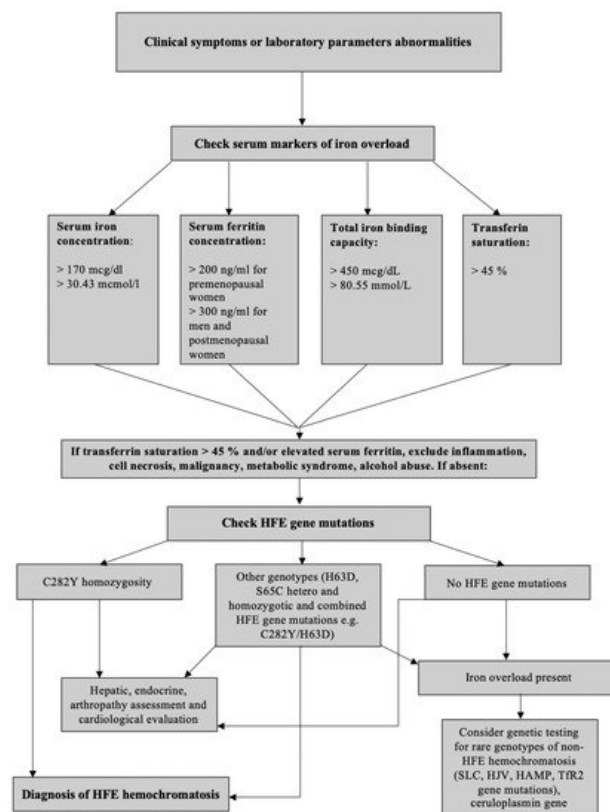 Clinical symptoms or laboratory parameters abnormalities
Check serum markers of iron overload
Serum iron
concentration:
> 170 mcg/dl
> 30.43 mcmol/l
Serum ferritin
concentration:
> 200 ng/ml for
premenopausal
women
> 300 ng/ml for
men and
postmenopausal
women
Total iron binding
capacity:
> 450 mcg/dL
> 80.55 mmol/L
Transferin
saturation:
> 45 %
If transferrin saturation > 45 % and/or elevated serum ferritin, exclude inflammation,
cell necrosis, malignancy, metabolic syndrome, alcohol abuse. If absent:
Check HFE gene mutations
C282Y homozygosity
Other genotypes (H63D,
S65C hetero and
homozygotic and combined
HFE gene mutations e.g.
C282Y/H63D)
No HFE gene mutations
Hepatic, endocrine,
arthropathy assessment and
cardiological evaluation
Iron overload present
Diagnosis of HFE hemochromatosis
Consider genetic testing
for rare genotypes of non-
HFE hemochromatosis
(SLC, HJV, HAMP, TfR2
gene mutations),
ceruloplasmin gene